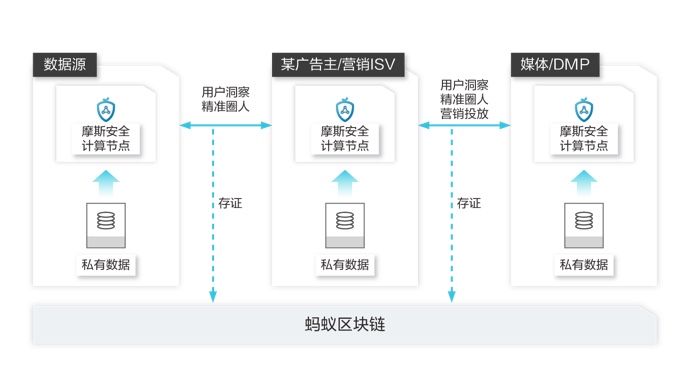 数据源
某广告主/营销ISV
媒体/DMP
用户洞察
精准圈人
用户洞察
精准圈人
营销投放
摩斯安全
计算节点
摩斯安全
计算节点
摩斯安全
计算节点
存证
存证
私有数据
私有数据
私有数据
蚂蚁区块链